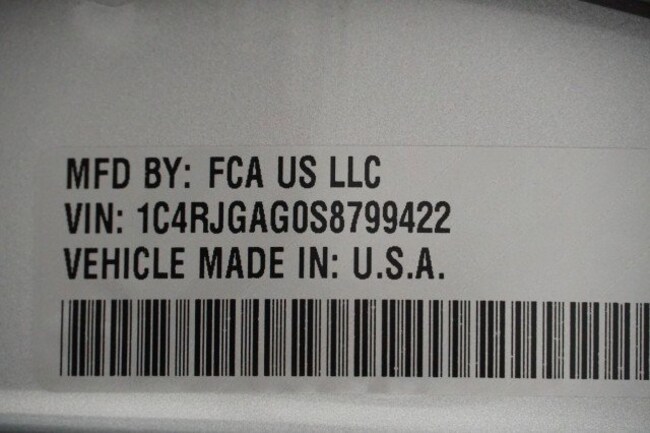 MFD BY: FCA US LLC
VIN: 1C4RJGAG0S8799422
VEHICLE MADE IN: U.S.A.